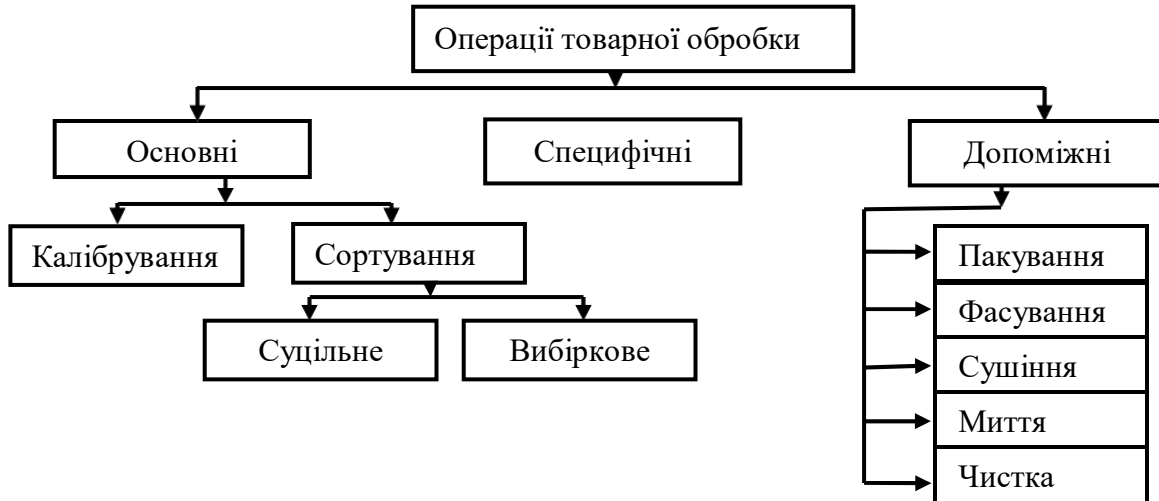 Операції товарної обробки
Основні
Специфічні
Допоміжні
Калібрування
Сортування
Суцільне
Вибіркове
Пакування
Фасування
Сушіння
Миття
Чистка